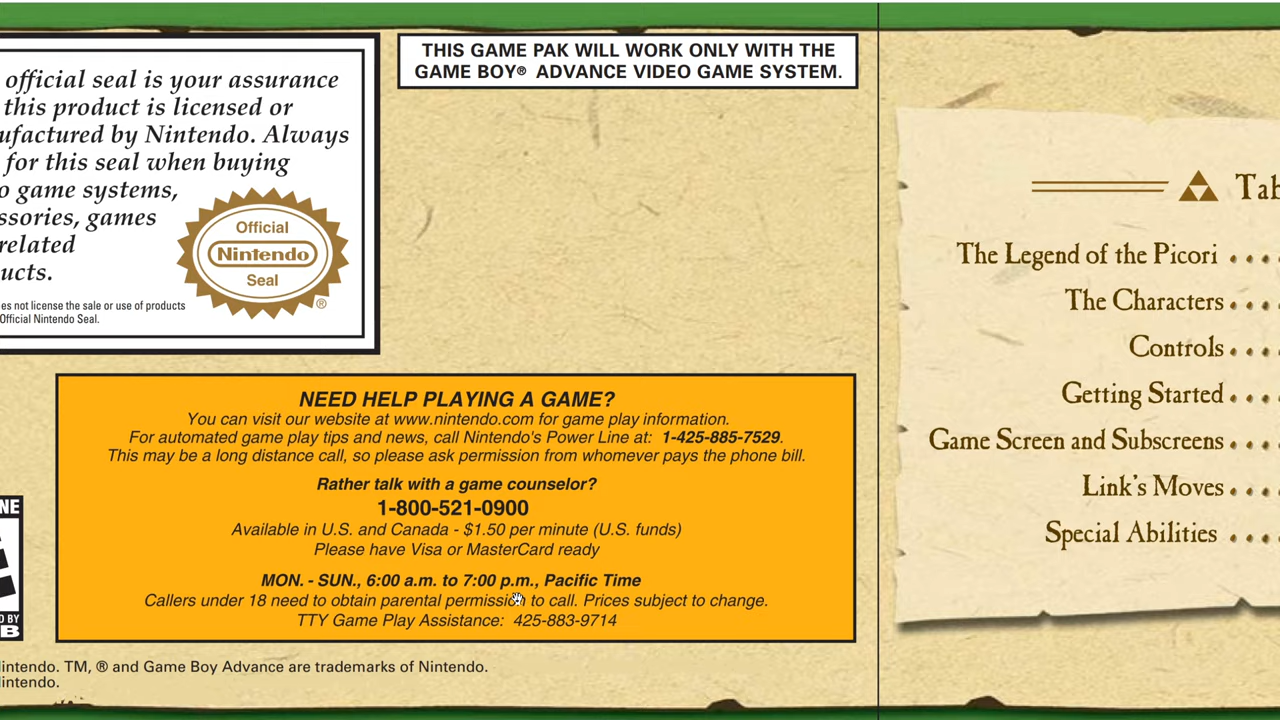 official seal is your assurance
this product is licensed or
ufactured by Nintendo. Always
for this seal when buying
o game systems,
ssories, games
related
ucts.
Official
Nintendo
Seal
®
es not license the sale or use of products
Official Nintendo Seal.
THIS GAME PAK WILL WORK ONLY WITH THE
GAME BOY® ADVANCE VIDEO GAME SYSTEM.
NEED HELP PLAYING A GAME?
You can visit our website at www.nintendo.com for game play information.
For automated game play tips and news, call Nintendo's Power Line at: 1-425-885-7529.
This may be a long distance call, so please ask permission from whomever pays the phone bill.
Rather talk with a game counselor?
1-800-521-0900
Available in U.S. and Canada - $1.50 per minute (U.S. funds)
Please have Visa or MasterCard ready
MON. - SUN., 6:00 a.m. to 7:00 p.m., Pacific Time
Callers under 18 need to obtain parental permission to call. Prices subject to change.
TTY Game Play Assistance: 425-883-9714
NE
D BY
B
intendo. TM, ® and Game Boy Advance are trademarks of Nintendo.
intendo.
Tab
The Legend of the Picori . . .
The Characters . . .
Controls . . .
Getting Started . . .
Game Screen and Subscreens . . .
Link's Moves . . .
Special Abilities . . .